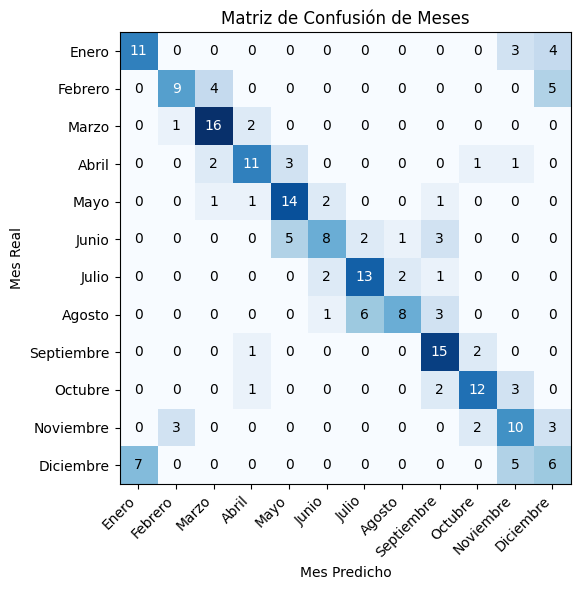 Matriz de Confusión de Meses
Mes Real
Enero 11 0 0 0 0 0 0 0 0 0 3 4
Febrero 0 9 4 0 0 0 0 0 0 0 0 5
Marzo 0 1 16 2 0 0 0 0 0 0 0 0
Abril 0 0 2 11 3 0 0 0 0 1 1 0
Mayo 0 0 1 1 14 2 0 0 1 0 0 0
Junio 0 0 0 0 5 8 2 1 3 0 0 0
Julio 0 0 0 0 0 2 13 2 1 0 0 0
Agosto 0 0 0 0 0 1 6 8 3 0 0 0
Septiembre 0 0 0 1 0 0 0 0 15 2 0 0
Octubre 0 0 0 1 0 0 0 0 2 12 3 0
Noviembre 0 3 0 0 0 0 0 0 0 2 10 3
Diciembre 7 0 0 0 0 0 0 0 0 0 5 6
Enero Febrero Marzo Abril Mayo Junio Julio Agosto Septiembre Octubre Noviembre Diciembre
Mes Predicho